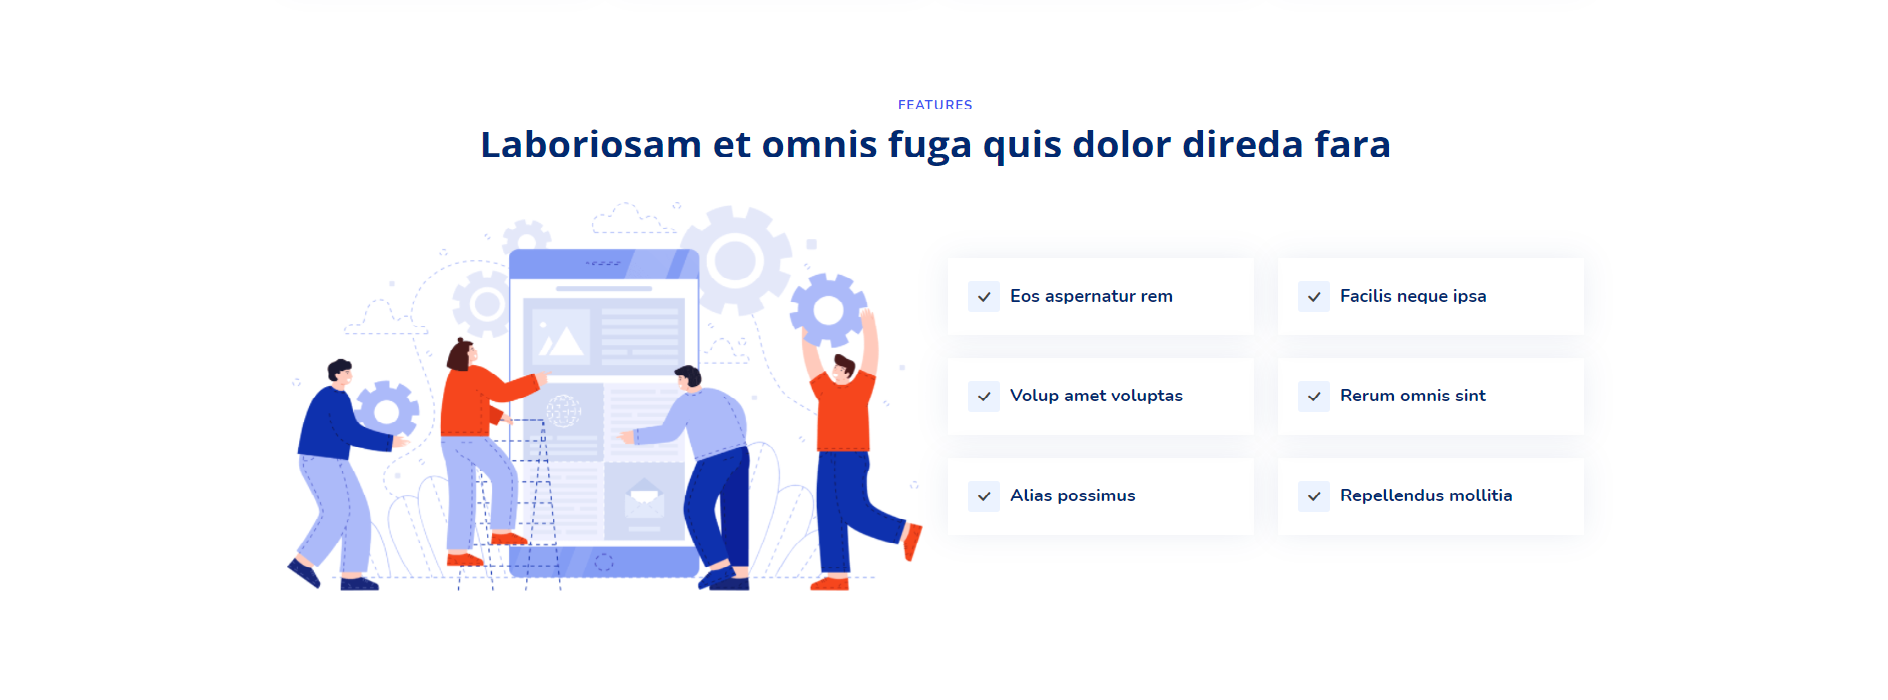 FEATURES
Laboriosam et omnis fuga quis dolor direda fara
Eos aspernatur rem
Facilis neque ipsa
Volup amet voluptas
Rerum omnis sint
Alias possimus
Repellendus mollitia